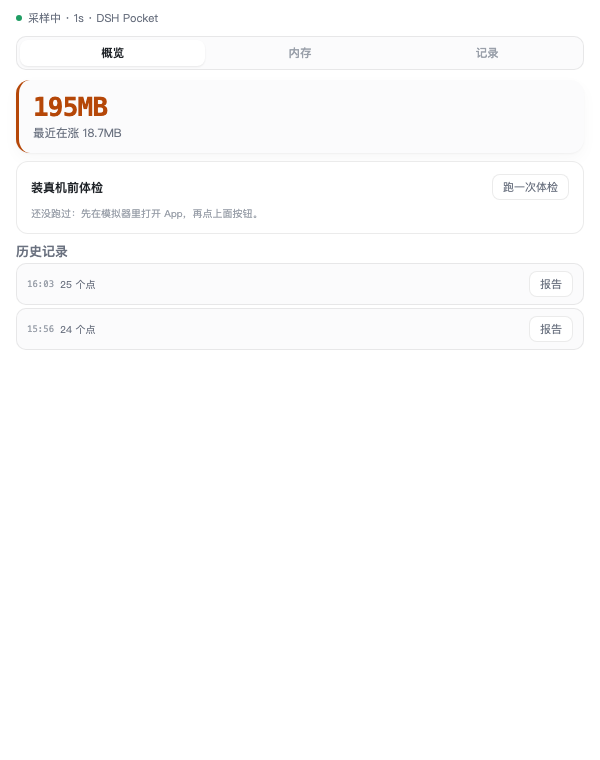 采样中 · 1s · DSH Pocket
概览 内存 记录
195MB
最近在涨 18.7MB
装真机前体检 跑一次体检
还没跑过：先在模拟器里打开 App，再点上面按钮。
历史记录
16:03 25 个点 报告
15:56 24 个点 报告